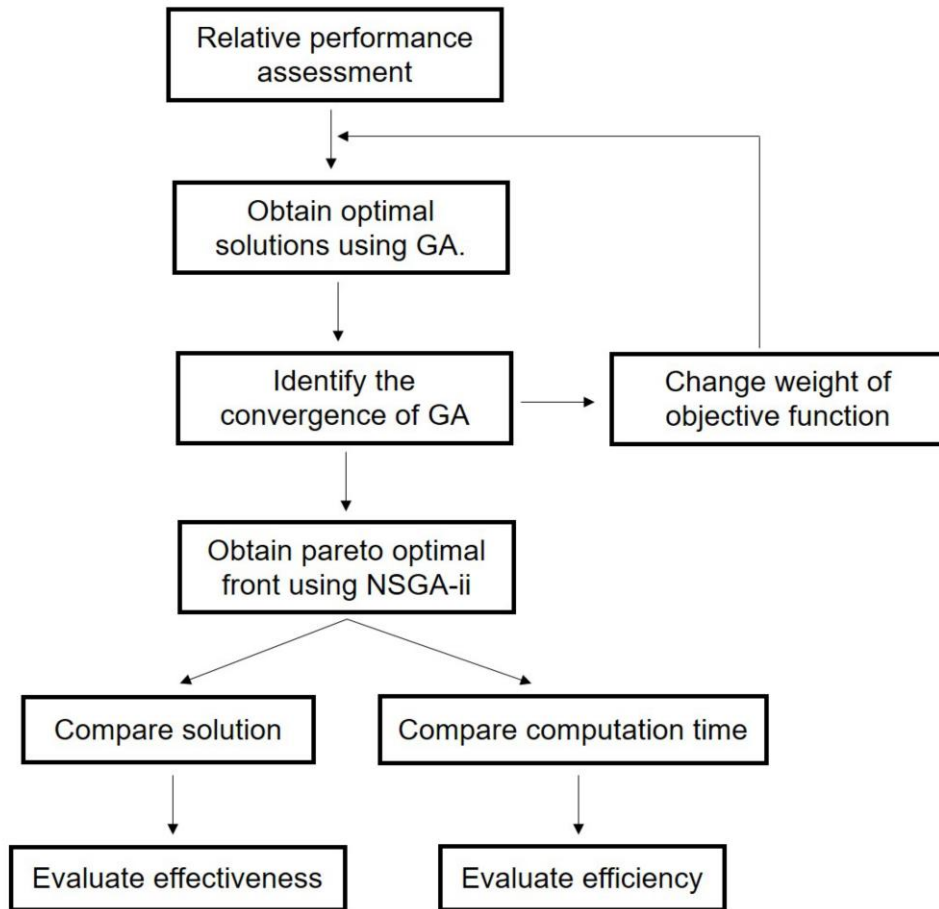 Relative performance
assessment
Obtain optimal
solutions using GA.
Identify the
convergence of GA
Change weight of
objective function
Obtain pareto optimal
front using NSGA-ii
Compare solution
Compare computation time
Evaluate effectiveness
Evaluate efficiency